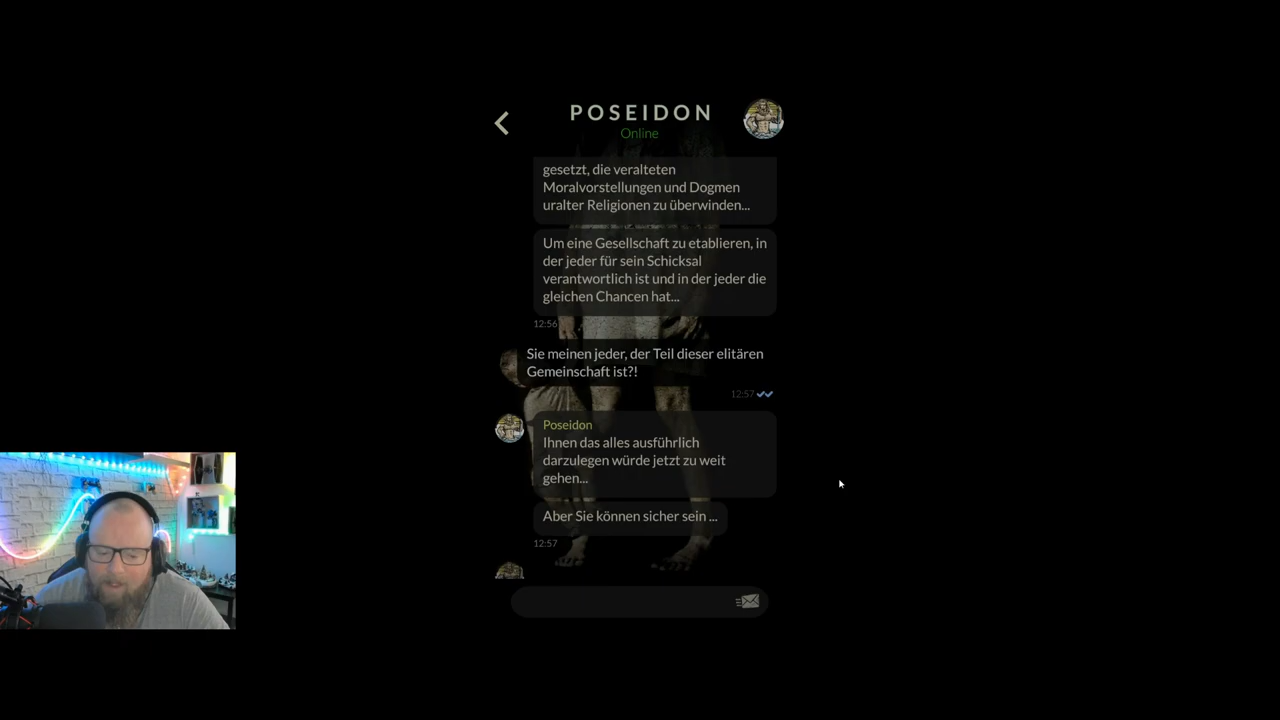 POSEIDON
Online
gesetzt, die veralteten
Moralvorstellungen und Dogmen
uralter Religionen zu überwinden...
Um eine Gesellschaft zu etablieren, in
der jeder für sein Schicksal
verantwortlich ist und in der jeder die
gleichen Chancen hat...
12:56
Sie meinen jeder, der Teil dieser elitären
Gemeinschaft ist?!
12:57
Poseidon
Ihnen das alles ausführlich
darzulegen würde jetzt zu weit
gehen...
Aber Sie können sicher sein ...
12:57